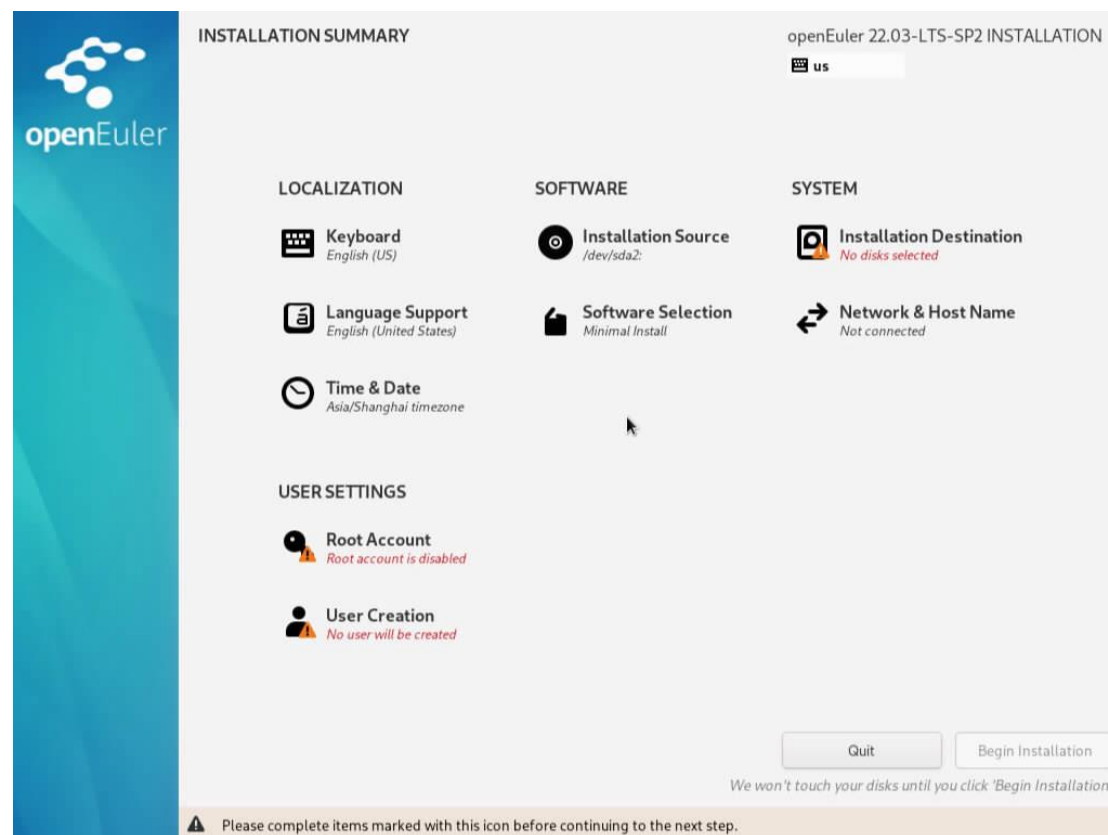 openEuler
INSTALLATION SUMMARY
openEuler 22.03-LTS-SP2 INSTALLATION
us
LOCALIZATION
Keyboard
English (US)
Language Support
English (United States)
Time & Date
Asia/Shanghai timezone
SOFTWARE
Installation Source
/dev/sda2:
Software Selection
Minimal Install
SYSTEM
Installation Destination
No disks selected
Network & Host Name
Not connected
USER SETTINGS
Root Account
Root account is disabled
User Creation
No user will be created
Quit
Begin Installation
We won't touch your disks until you click 'Begin Installation
Please complete items marked with this icon before continuing to the next step.